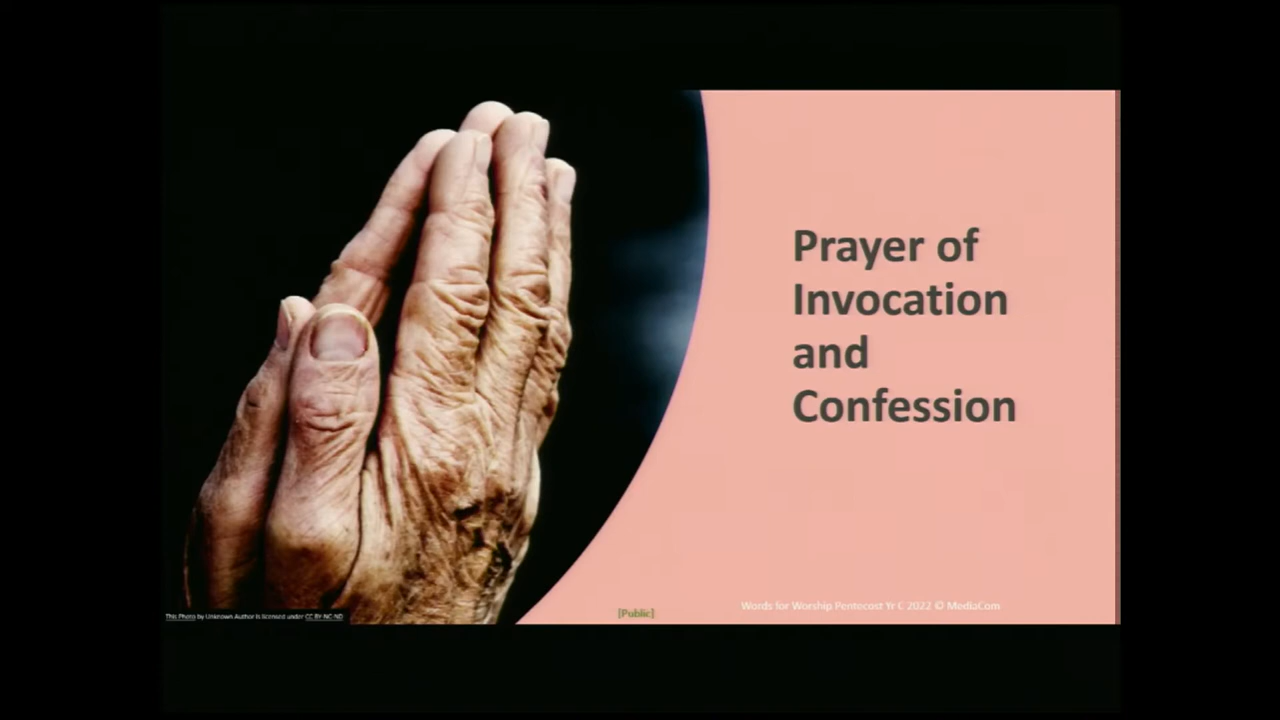 Prayer of
Invocation
and
Confession
This Photo by Unknown Author is licensed under CC BY-NC-ND
[Public]
Words for Worship Pentecost Yr C 2022 © MediaCom